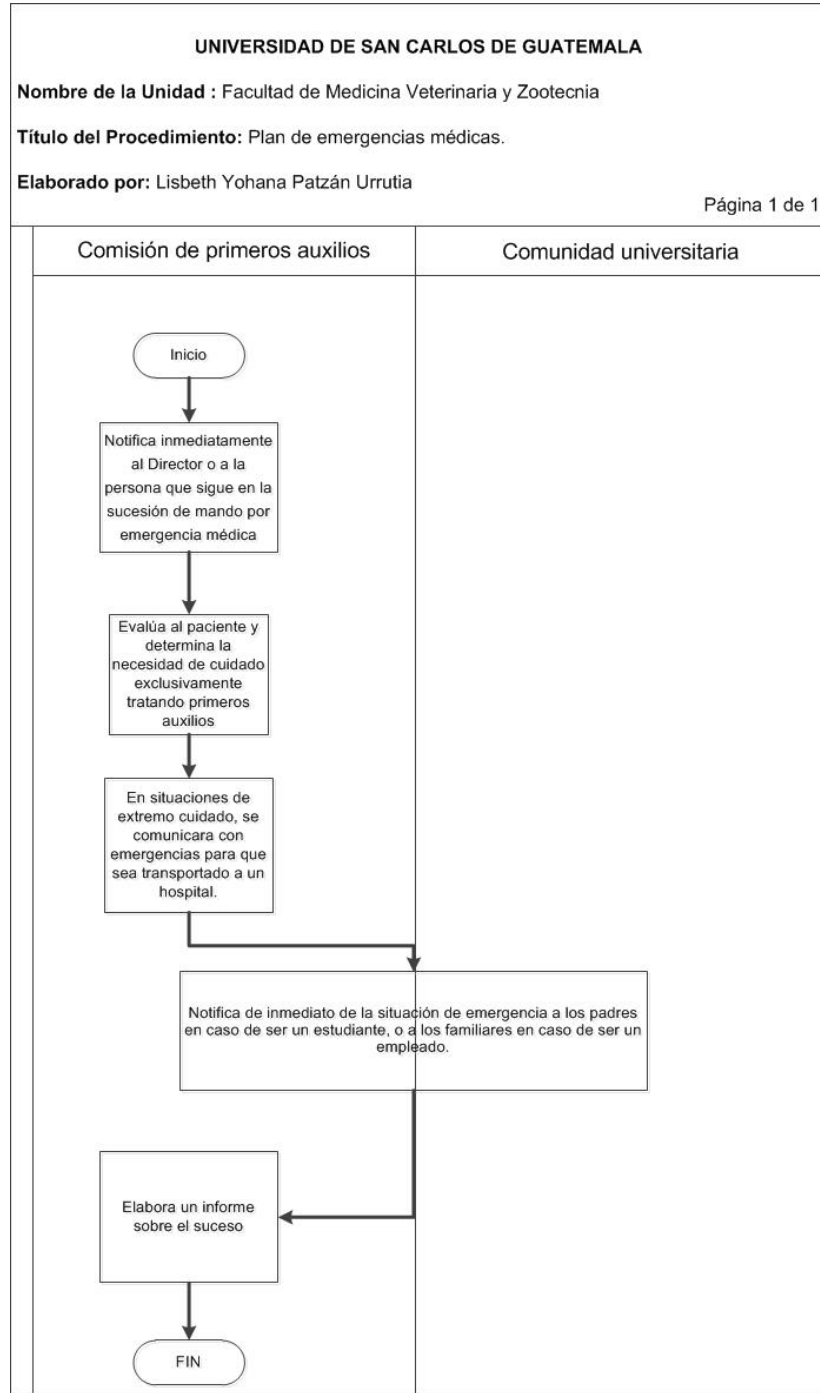 UNIVERSIDAD DE SAN CARLOS DE GUATEMALA
Nombre de la Unidad : Facultad de Medicina Veterinaria y Zootecnia
Título del Procedimiento: Plan de emergencias médicas.
Elaborado por: Lisbeth Yohana Patzán Urrutia
Página 1 de 1
Comisión de primeros auxilios
Comunidad universitaria
Inicio
Notifica inmediatamente
al Director o a la
persona que sigue en la
sucesión de mando por
emergencia médica
Evalúa al paciente y
determina la
necesidad de cuidado
exclusivamente
tratando primeros
auxilios
En situaciones de
extremo cuidado, se
comunicara con
emergencias para que
sea transportado a un
hospital.
Notifica de inmediato de la situación de emergencia a los padres
en caso de ser un estudiante, o a los familiares en caso de ser un
empleado.
Elabora un informe
sobre el suceso
FIN